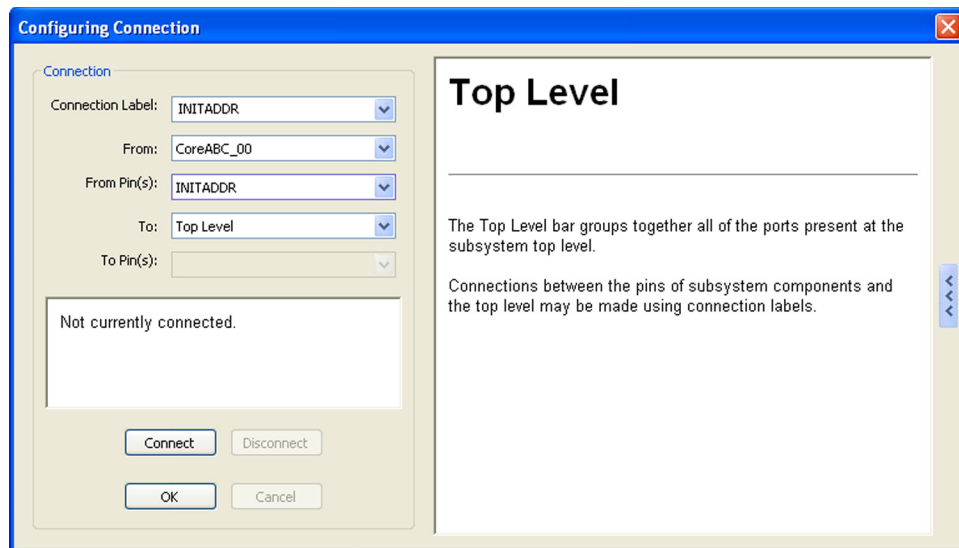 Configuring Connection
Connection
Connection Label: INITADDR
From: CoreABC_00
From Pin(s): INITADDR
To: Top Level
To Pin(s):
Not currently connected.
Connect Disconnect
OK Cancel
Top Level
The Top Level bar groups together all of the ports present at the
subsystem top level.
Connections between the pins of subsystem components and
the top level may be made using connection labels.